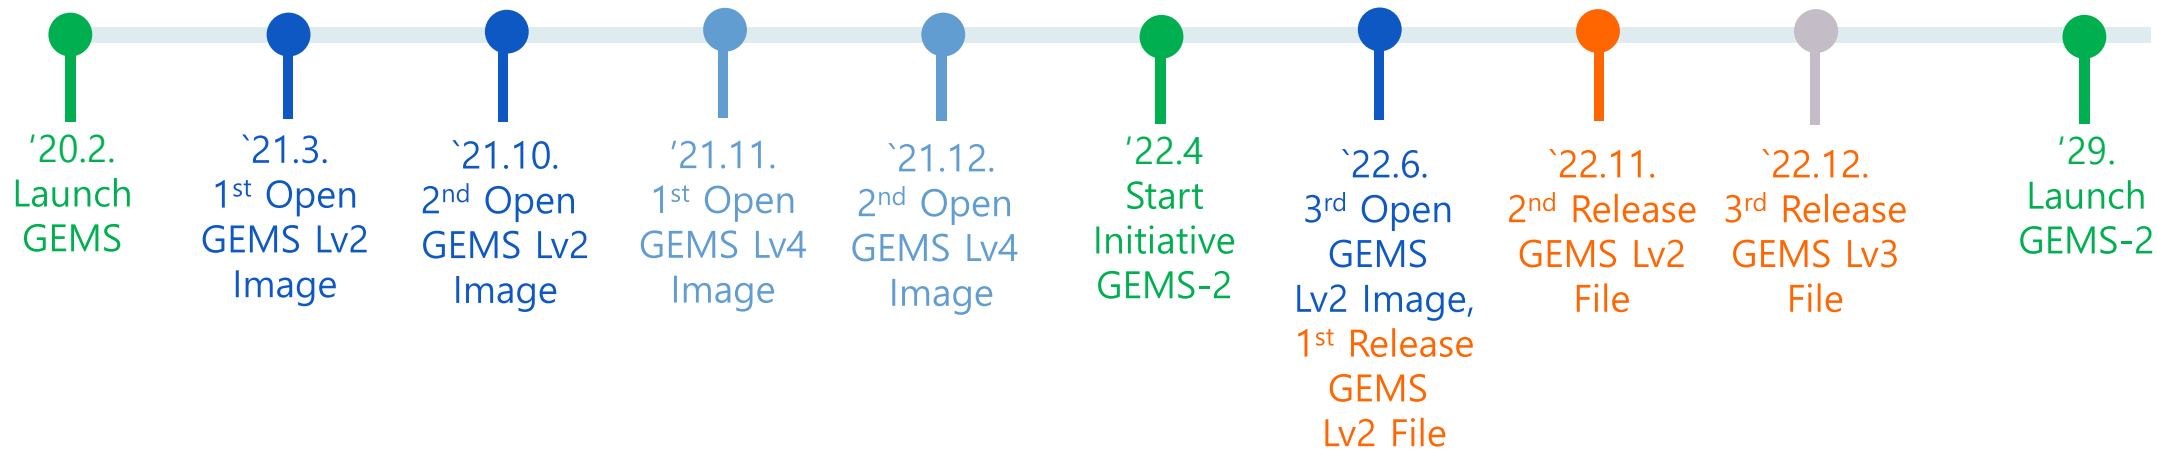 ‘20.2.
Launch
GEMS
`21.3.
1st Open
GEMS Lv2
Image
`21.10.
2nd Open
GEMS Lv2
Image
‘21.11.
1st Open
GEMS Lv4
Image
`21.12.
2nd Open
GEMS Lv4
Image
‘22.4
Start
Initiative
GEMS-2
`22.6.
3rd Open
GEMS
Lv2 Image,
1st Release
GEMS
Lv2 File
`22.11.
2nd Release
GEMS Lv2
File
`22.12.
3rd Release
GEMS Lv3
File
‘29.
Launch
GEMS-2